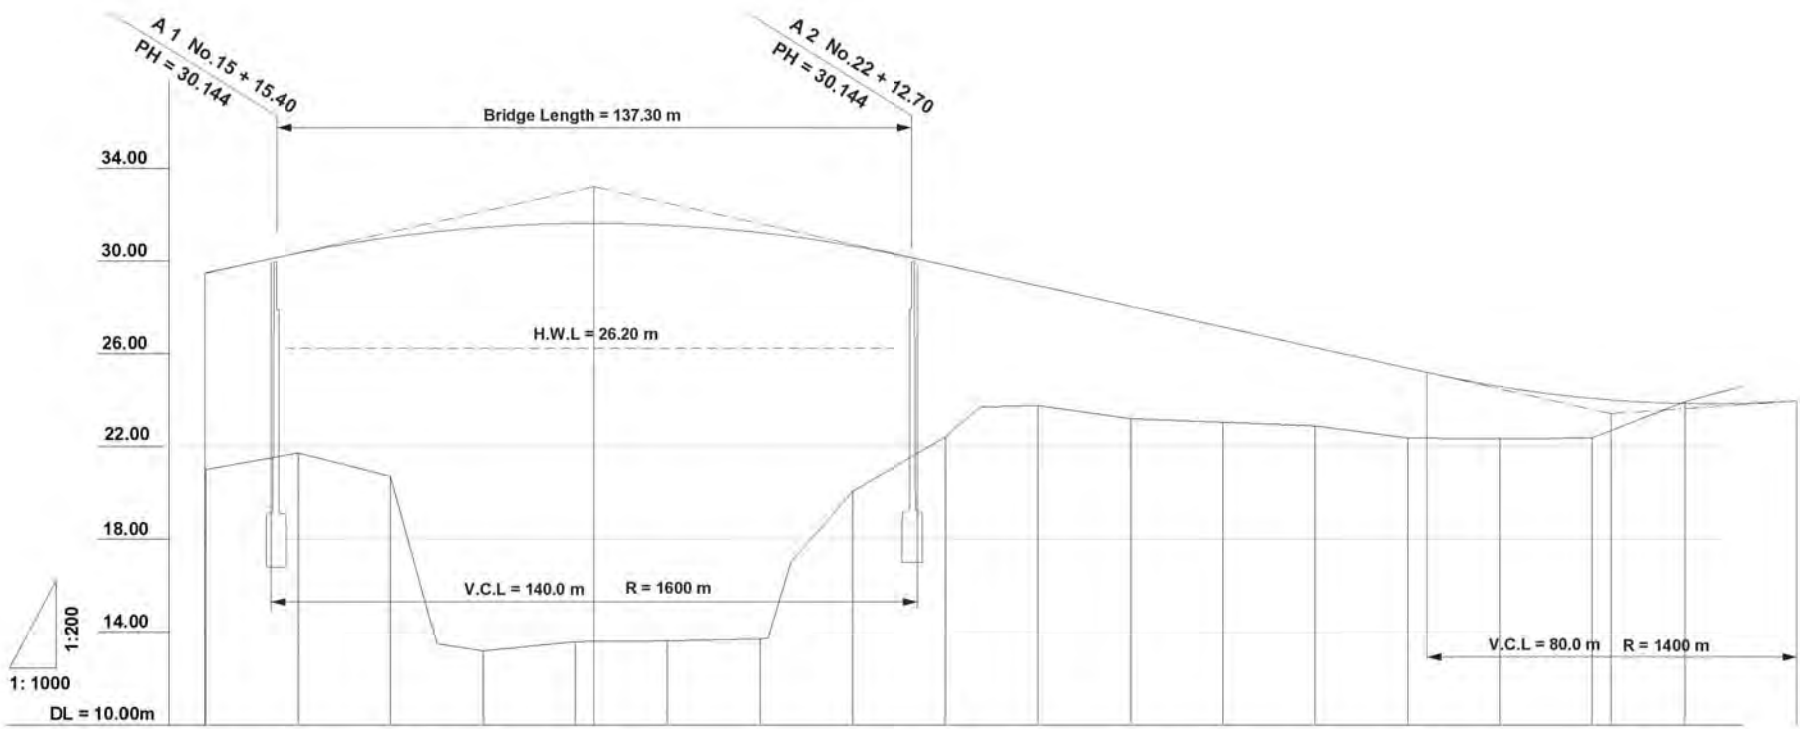 A 1 No.15 + 15.40
PH = 30.144
A 2 No.22 + 12.70
PH = 30.144
Bridge Length = 137.30 m
34.00
30.00
H.W.L = 26.20 m
26.00
22.00
18.00
V.C.L = 140.0 m R = 1600 m
14.00
1:200
V.C.L = 80.0 m R = 1400 m
1: 1000
DL = 10.00m